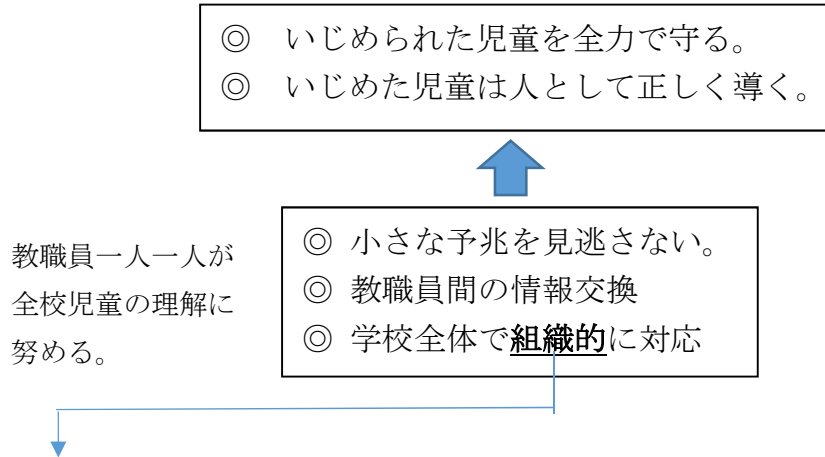 ◎ いじめられた児童を全力で守る。
◎ いじめた児童は人として正しく導く。
教職員一人一人が
全校児童の理解に
努める。
◎ 小さな予兆を見逃さない。
◎ 教職員間の情報交換
◎ 学校全体で組織的に対応